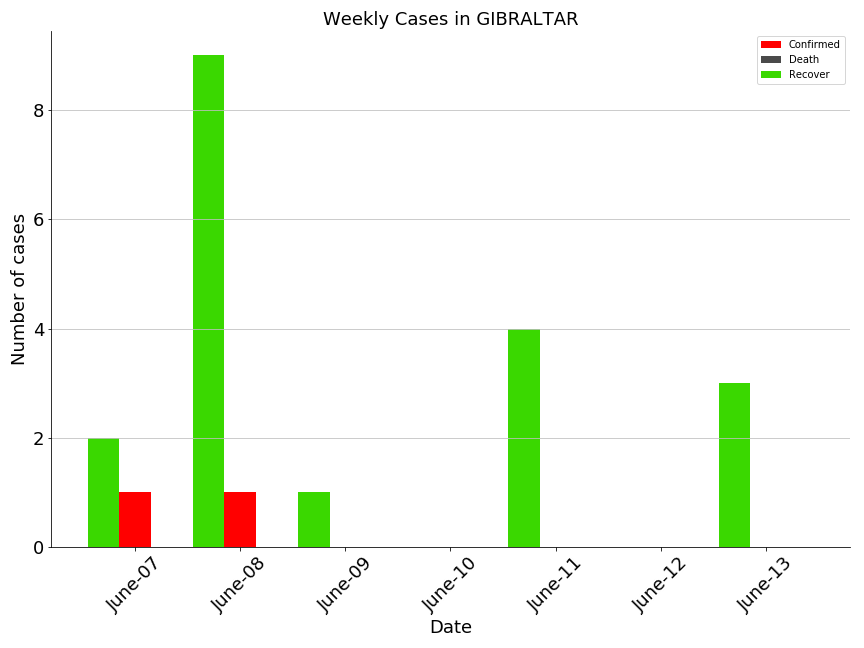 Weekly Cases in GIBRALTAR
Confirmed
Death
Recover
Number of cases
8
6
4
2
0
June-07
June-08
June-09
June-10
June-11
June-12
June-13
Date